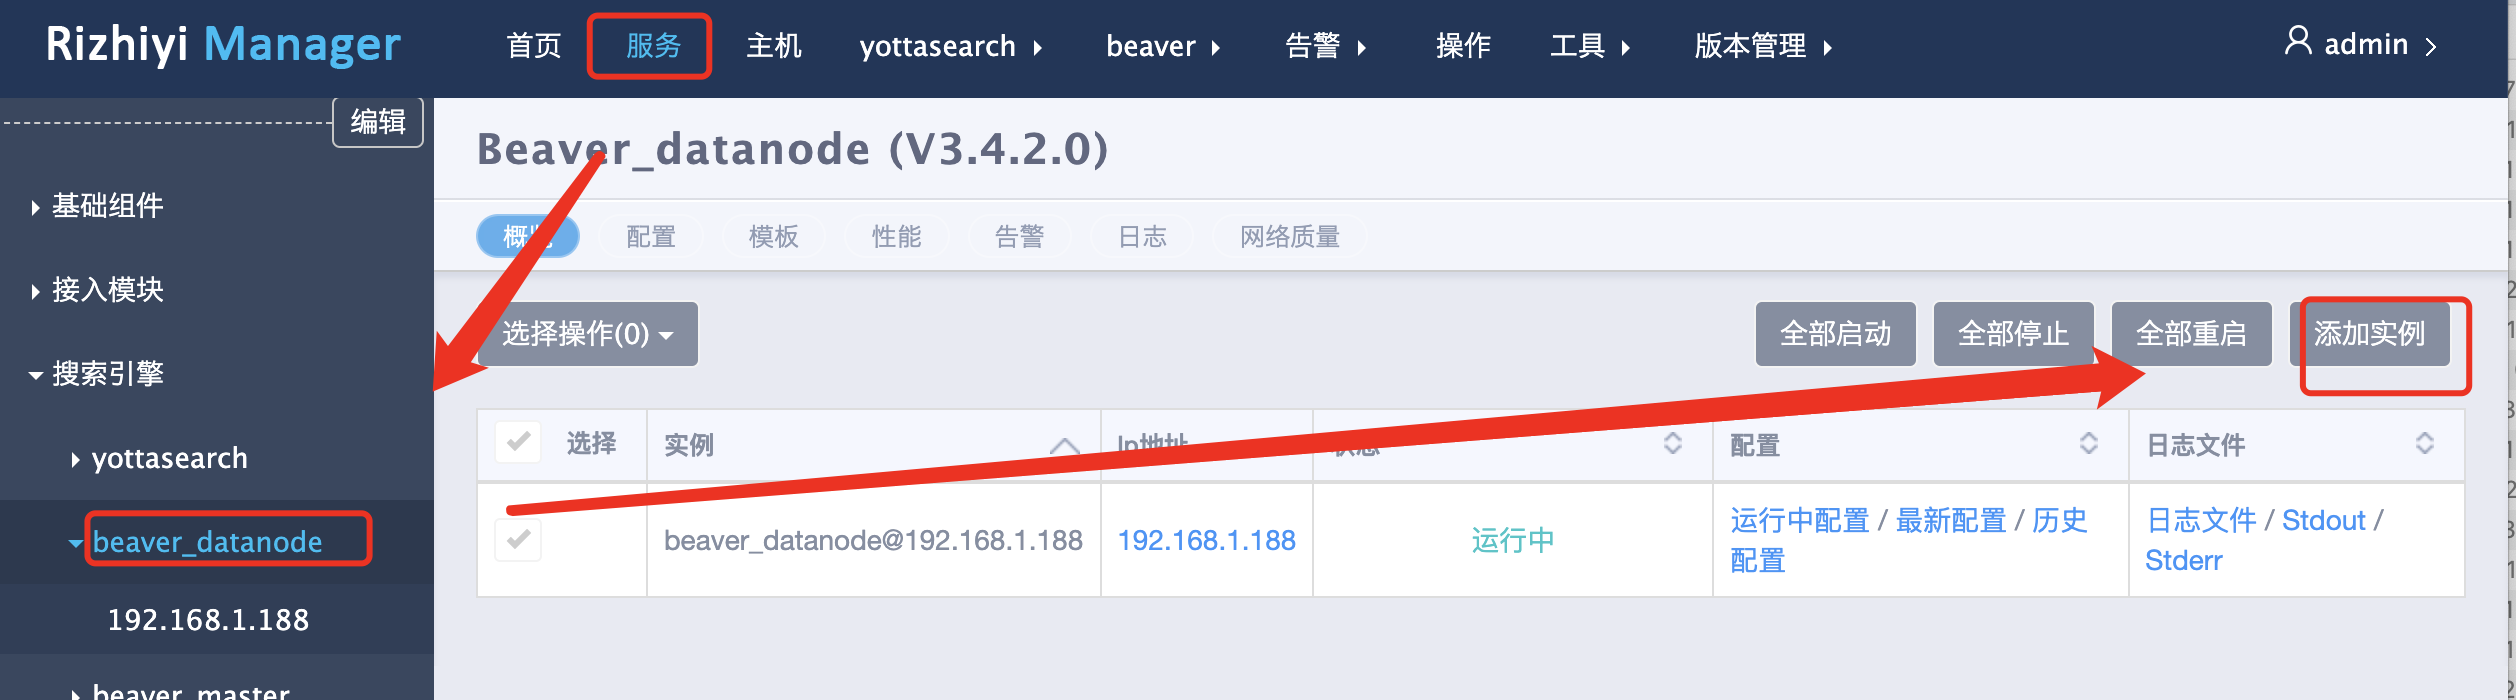 Rizhiyi Manager 首页 服务 主机 yottasearch beaver 告警 操作 工具 版本管理 admin
编辑
基础组件
接入模块
搜索引擎
yottasearch
beaver_datanode
192.168.1.188
beaver_master
Beaver_datanode (V3.4.2.0)
配置 模板 性能 告警 日志 网络质量
选择操作(0) 全部启动 全部停止 全部重启 添加实例
选择 实例 Ip地址 状态 配置 日志文件
beaver_datanode@192.168.1.188 192.168.1.188 运行中 运行中配置 / 最新配置 / 历史 日志文件 / Stdout /
配置 Stderr